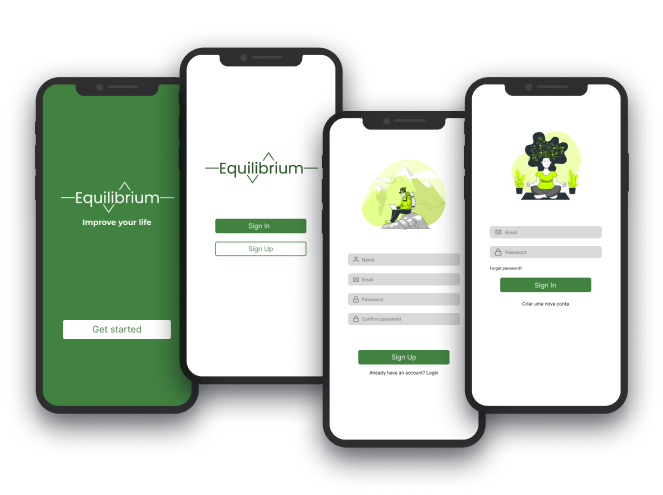 Equilibrium
Improve your life
Get started
Equilibrium
Sign In
Sign Up
Name
Email
Password
Confirm password
Sign Up
Already have an account? Login
Email
Password
Forget password?
Sign In
Criar uma nova conta